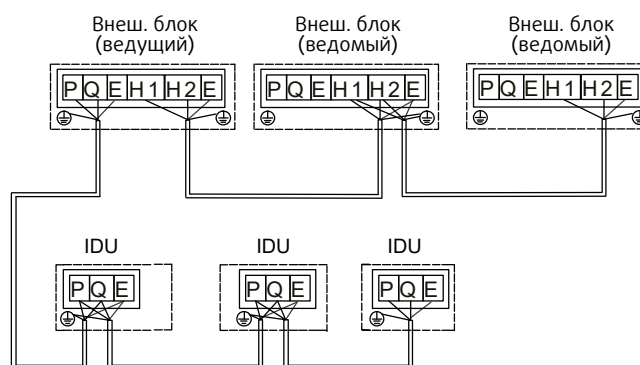 Внеш. блок
(ведущий)
Внеш. блок
(ведомый)
Внеш. блок
(ведомый)
P Q E H1 H2 E
P Q E H1 H2 E
P Q E H1 H2 E
IDU
IDU
IDU
P Q E
P Q E
P Q E